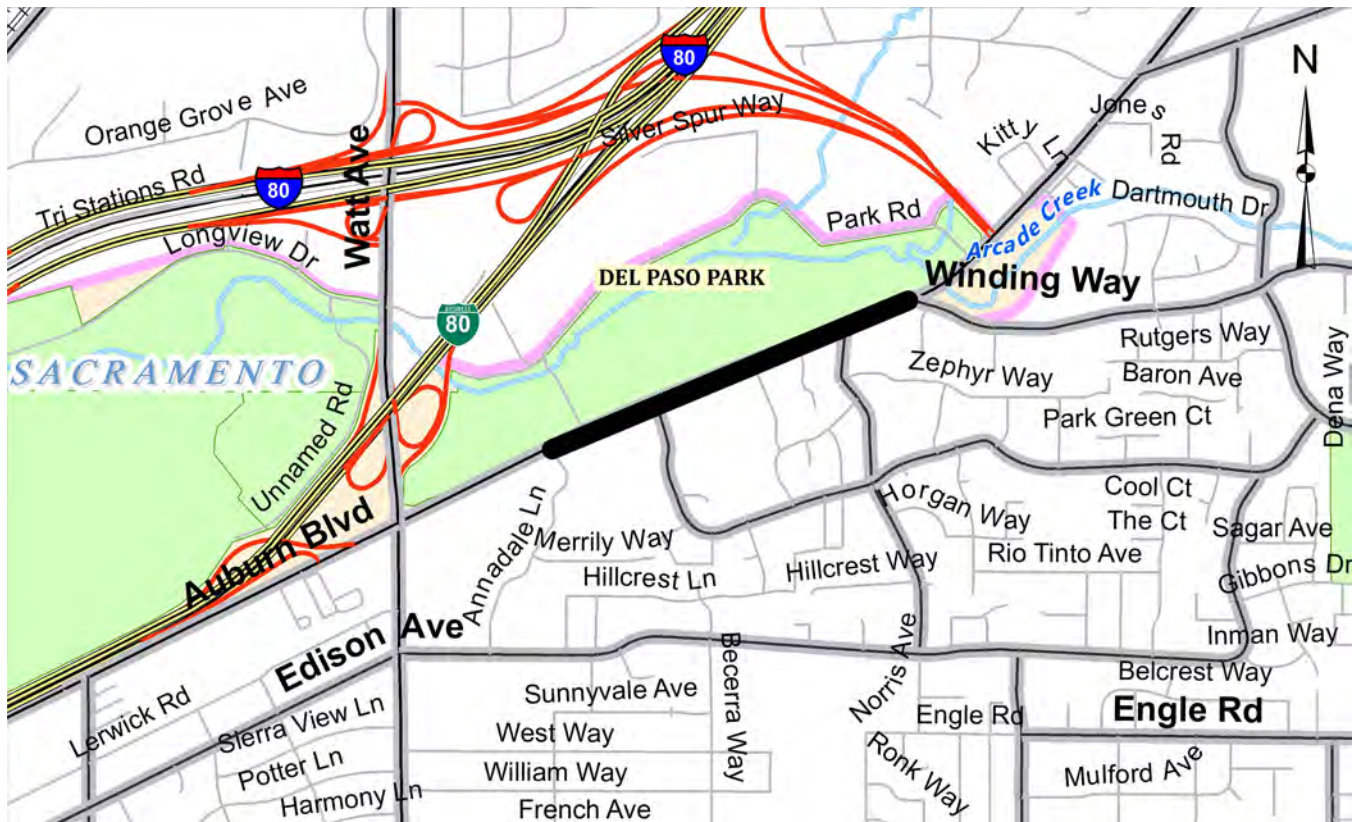 80
N
Orange Grove Ave
Silver Spur Way
Jones Rd
Kitty Ln
Watt Ave
80
Tri Stations Rd
Dartmouth Dr
Park Rd
Arcade Creek
Longview Dr
DEL PASO PARK
Winding Way
BUSINESS
80
Rutgers Way
SACRAMENTO
Zephyr Way
Baron Ave
Dena Way
Park Green Ct
Unnamed Rd
Cool Ct
Horgan Way
The Ct
Sagar Ave
Auburn Blvd
Annadale Ln
Merrily Way
Rio Tinto Ave
Hillcrest Ln
Hillcrest Way
Gibbons Dr
Edison Ave
Inman Way
Becerra Way
Norris Ave
Belcrest Way
Sunnyvale Ave
Engle Rd
Engle Rd
Lerwick Rd
Sierra View Ln
West Way
Potter Ln
William Way
Ronk Way
Mulford Ave
Harmony Ln
French Ave